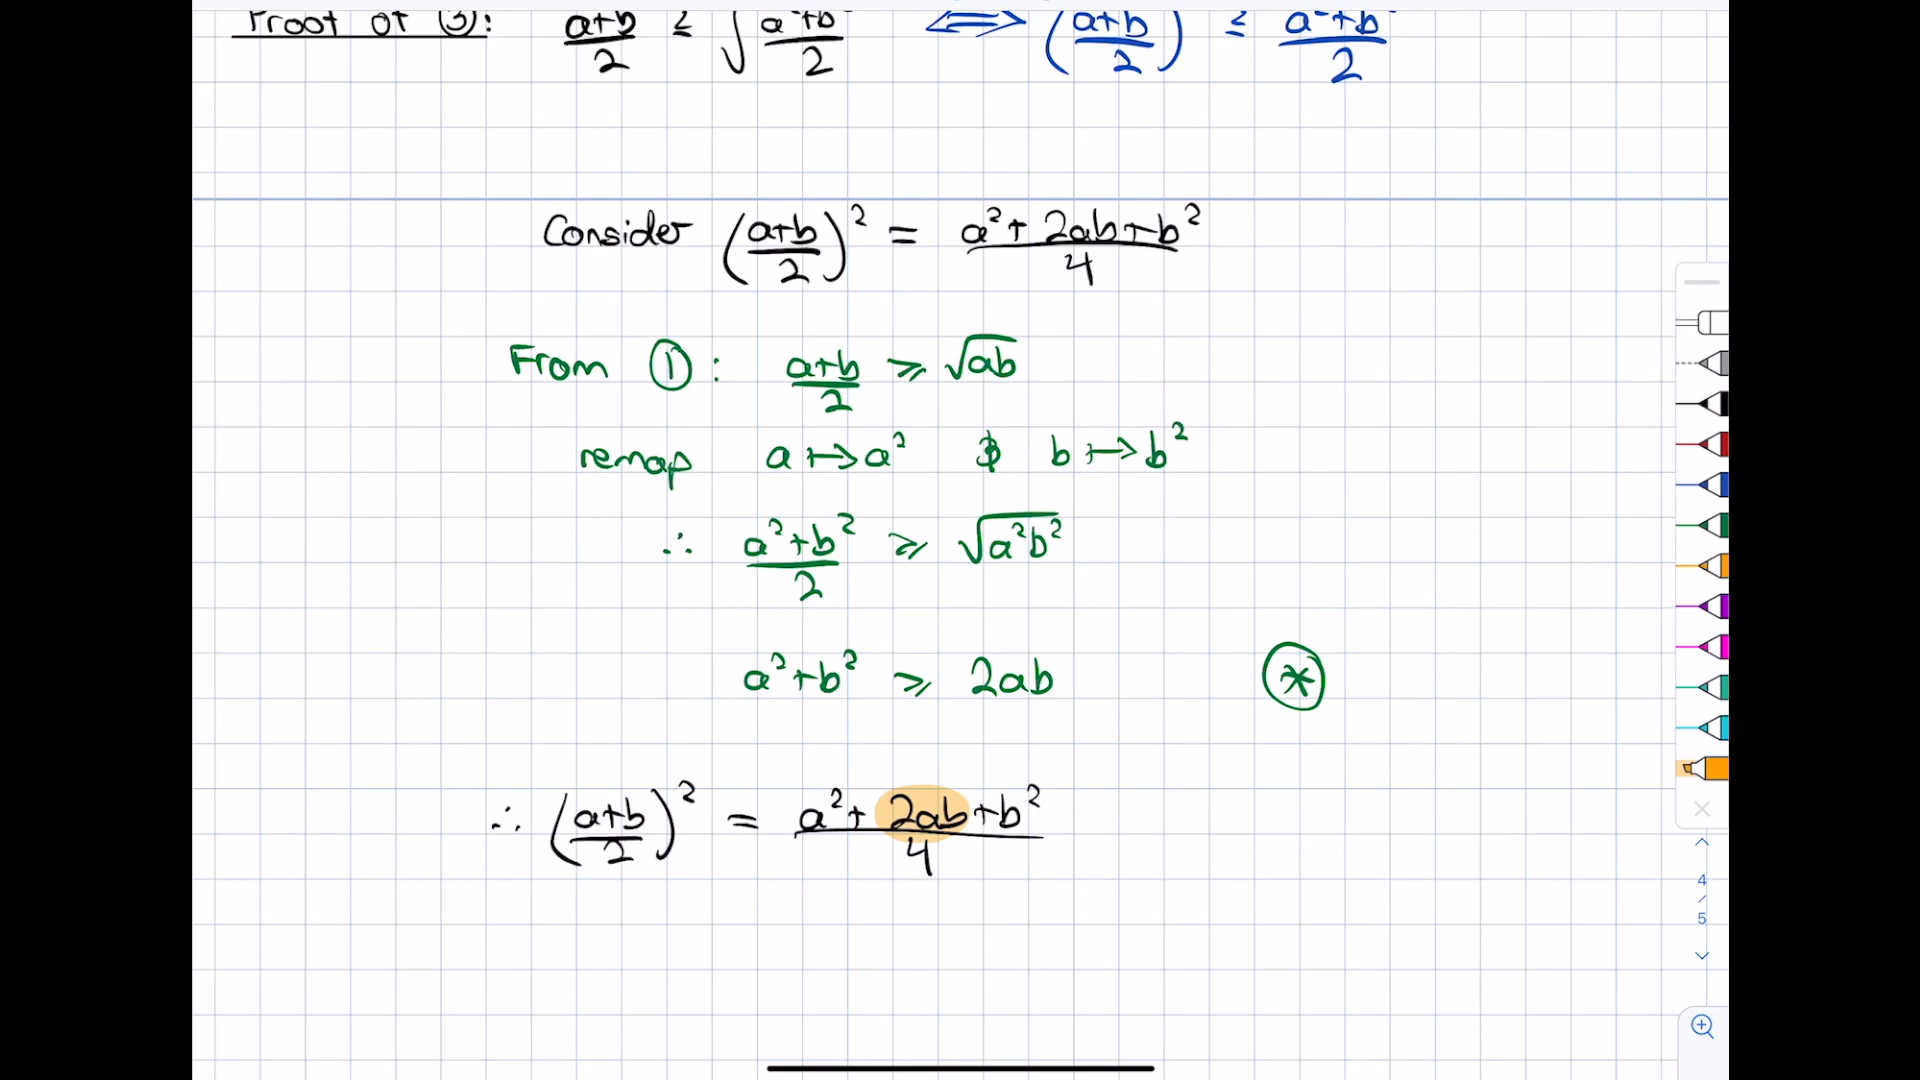 Proof of ③: (a+b)/2 ≤ √((a²+b²)/2) ⟺ ((a+b)/2)² ≤ (a²+b²)/2
Consider ((a+b)/2)² = (a²+2ab+b²)/4
From ①: (a+b)/2 ⩾ √ab
remap a ↦ a² & b ↦ b²
∴ (a²+b²)/2 ⩾ √(a²b²)
a²+b² ⩾ 2ab ⊛
∴ ((a+b)/2)² = (a²+2ab+b²)/4
4
/
5